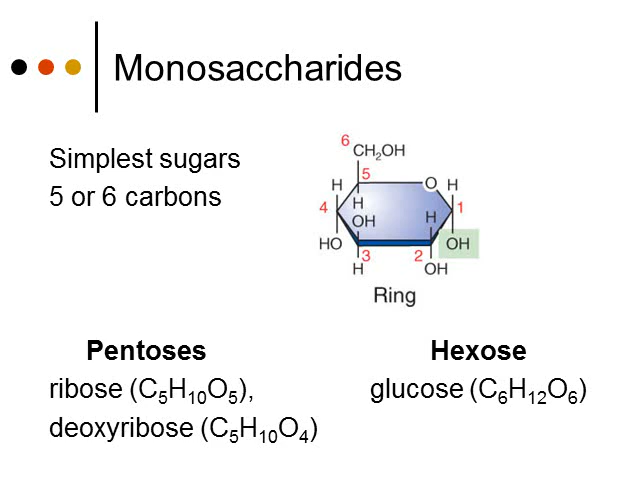 Monosaccharides
Simplest sugars
5 or 6 carbons
6
CH₂OH
5
H
O
H
4
H
OH
H
1
HO
3
2
OH
H
OH
Ring
Pentoses
ribose (C₅H₁₀O₅),
deoxyribose (C₅H₁₀O₄)
Hexose
glucose (C₆H₁₂O₆)